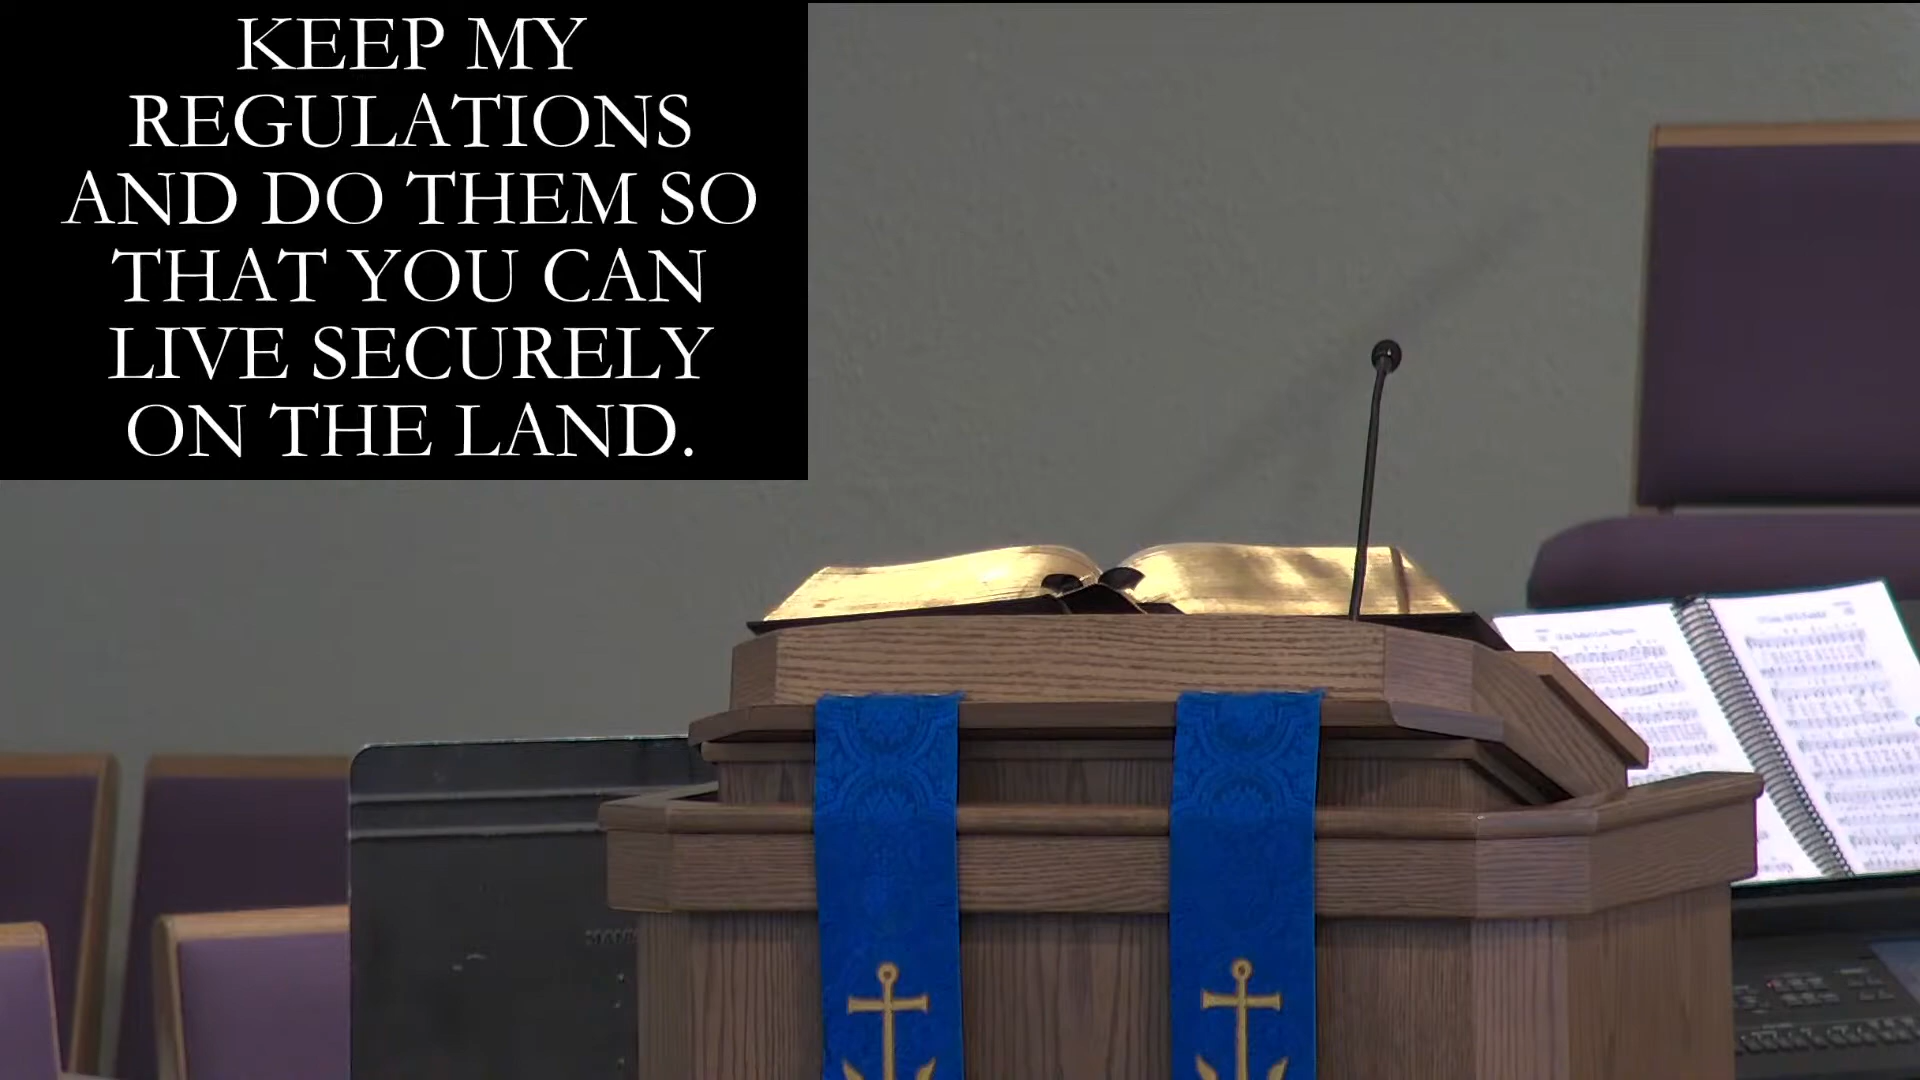 KEEP MY
REGULATIONS
AND DO THEM SO
THAT YOU CAN
LIVE SECURELY
ON THE LAND.